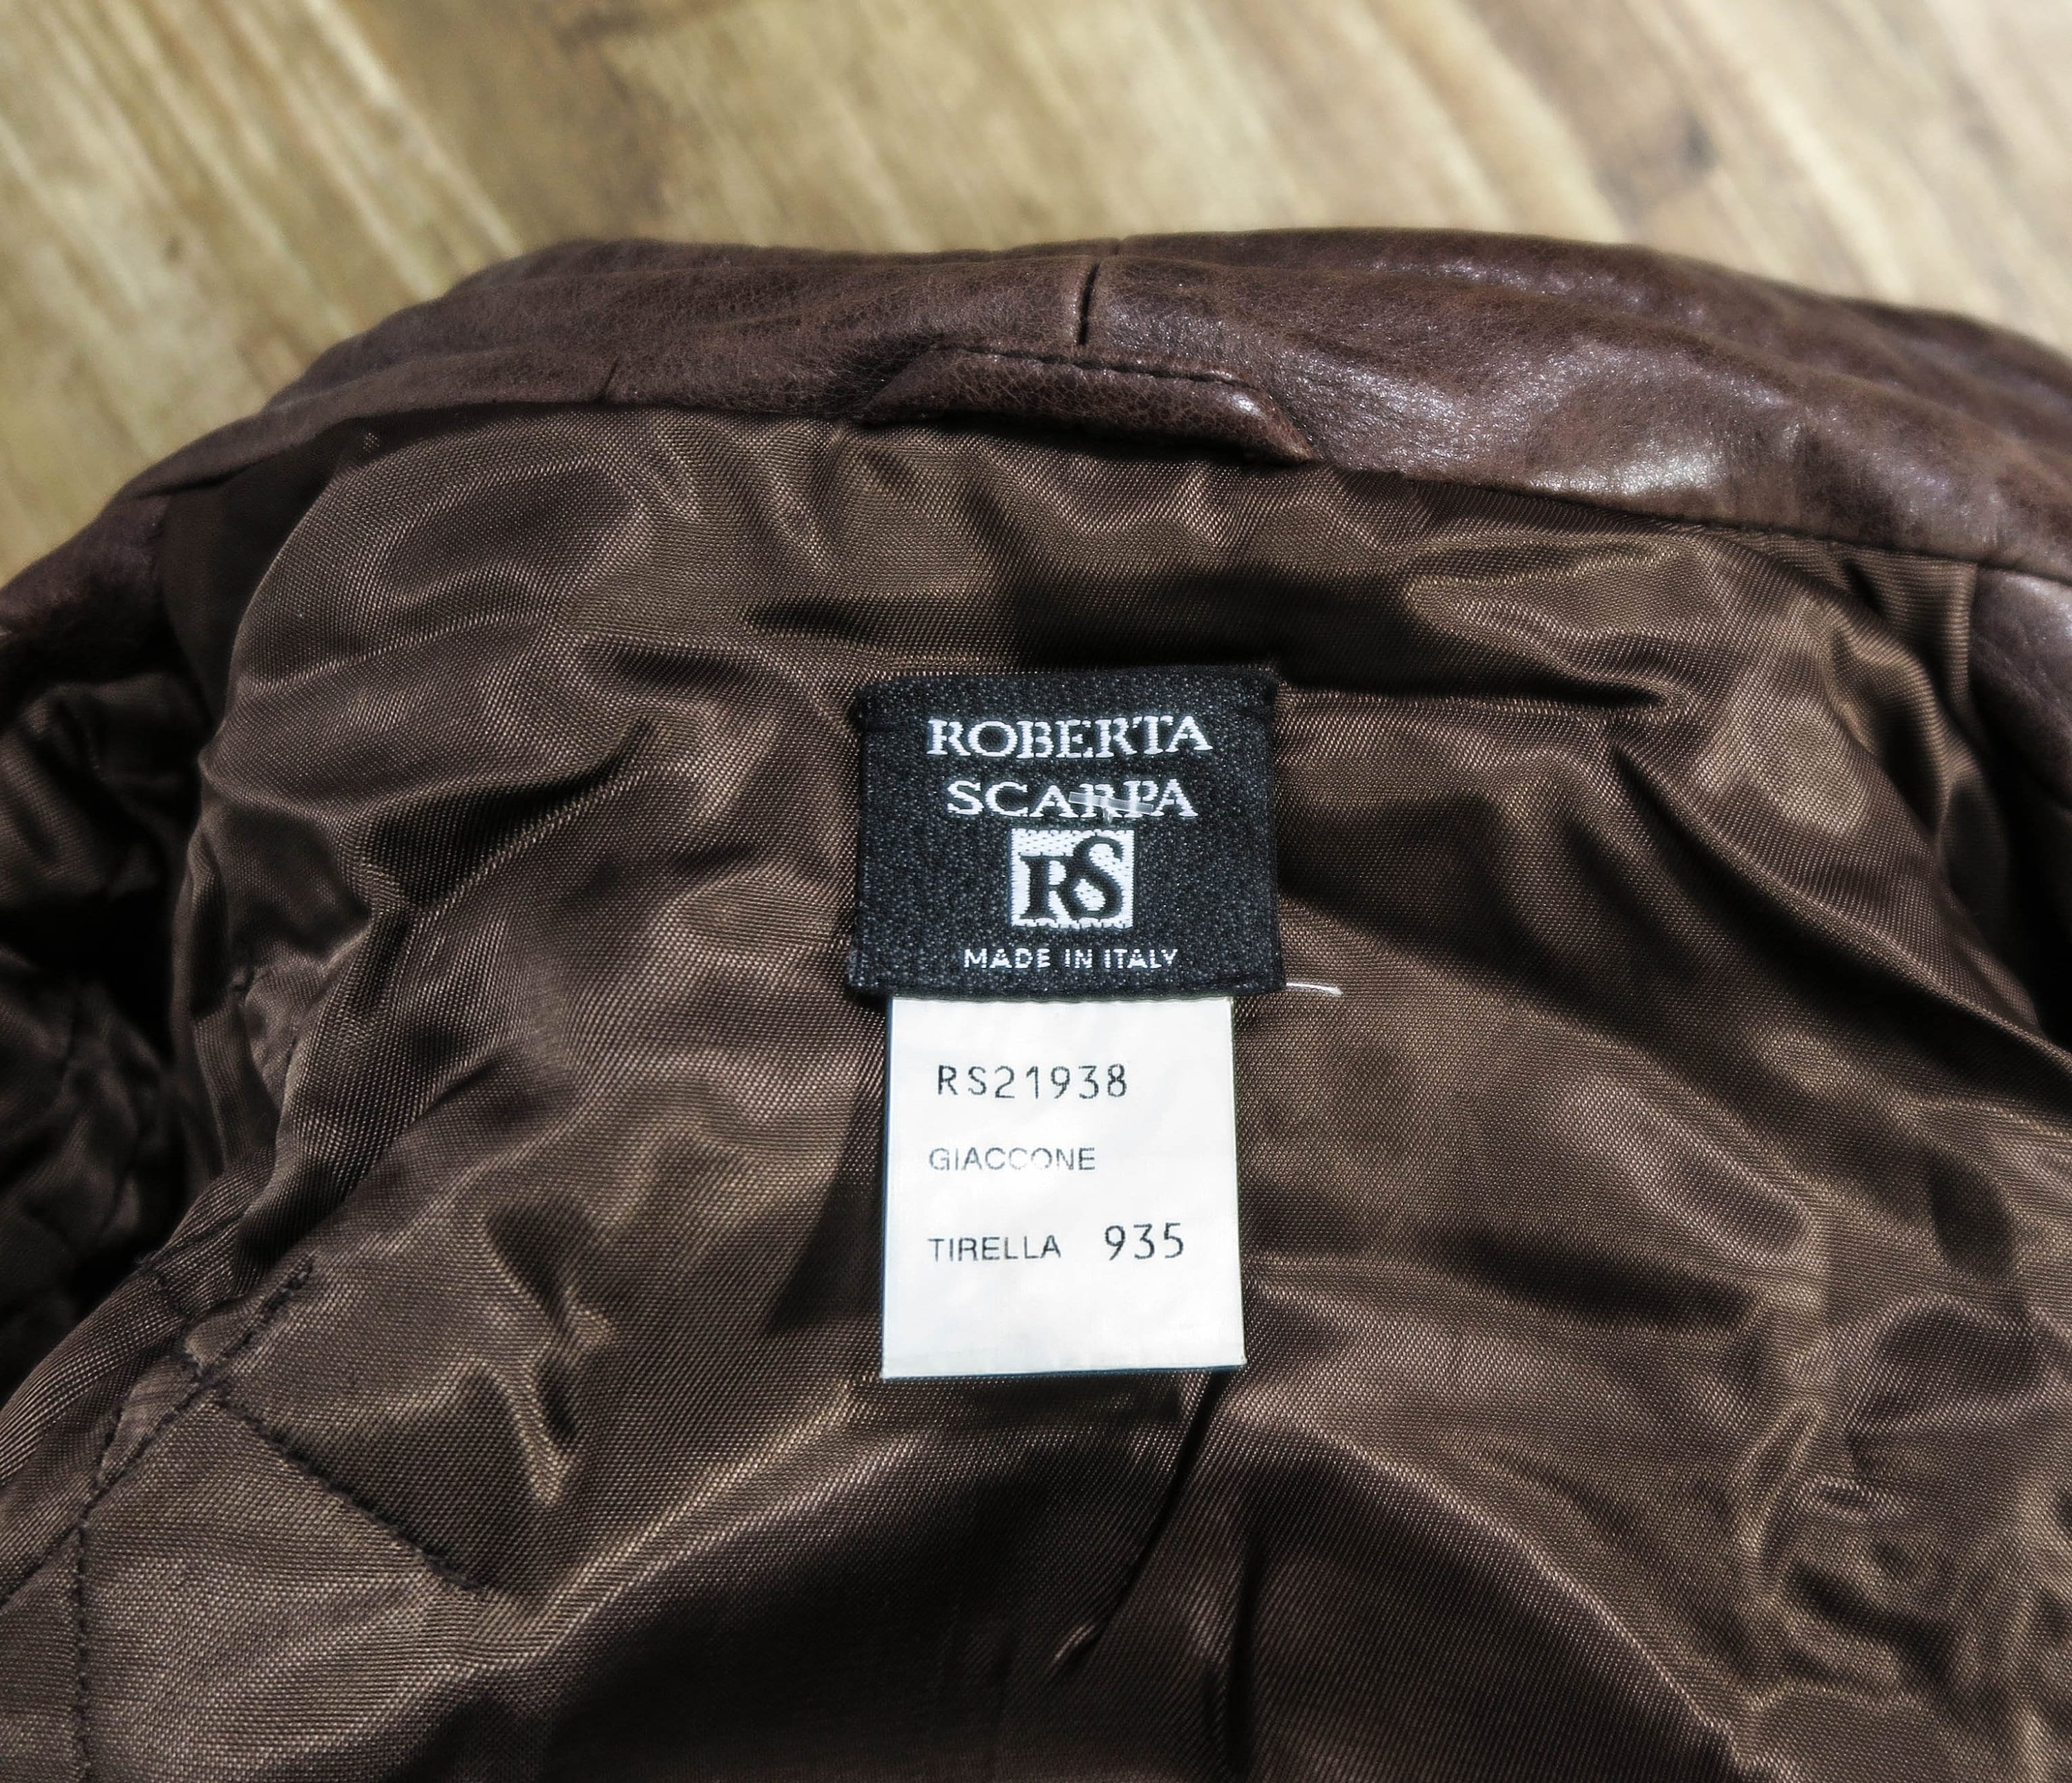 ROBERTA
SCARPA
RS
MADE IN ITALY
RS21938
GIACCONE
TIRELLA 935